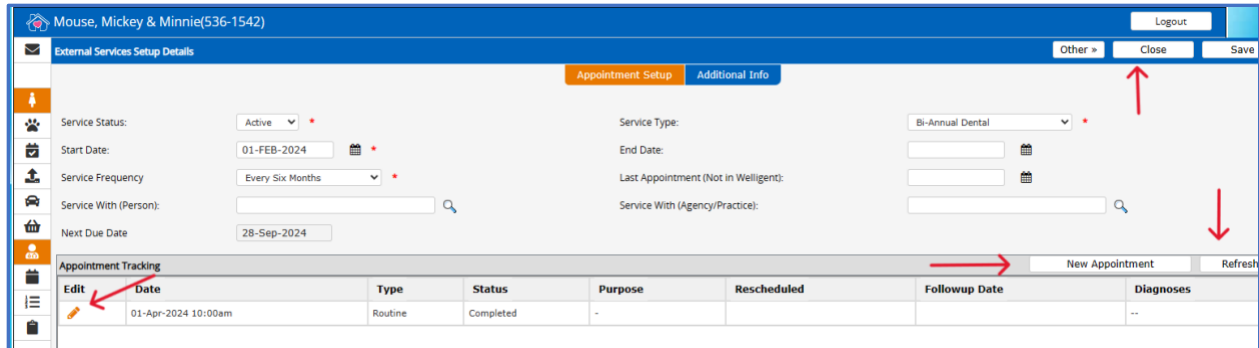 Mouse, Mickey & Minnie(536-1542) Logout
External Services Setup Details Other » Close Save
Appointment Setup Additional Info
Service Status: Active * Service Type: Bi-Annual Dental *
Start Date: 01-FEB-2024 * End Date:
Service Frequency Every Six Months * Last Appointment (Not in Welligent):
Service With (Person): Service With (Agency/Practice):
Next Due Date 28-Sep-2024
Appointment Tracking New Appointment Refresh
Edit Date Type Status Purpose Rescheduled Followup Date Diagnoses
01-Apr-2024 10:00am Routine Completed - --